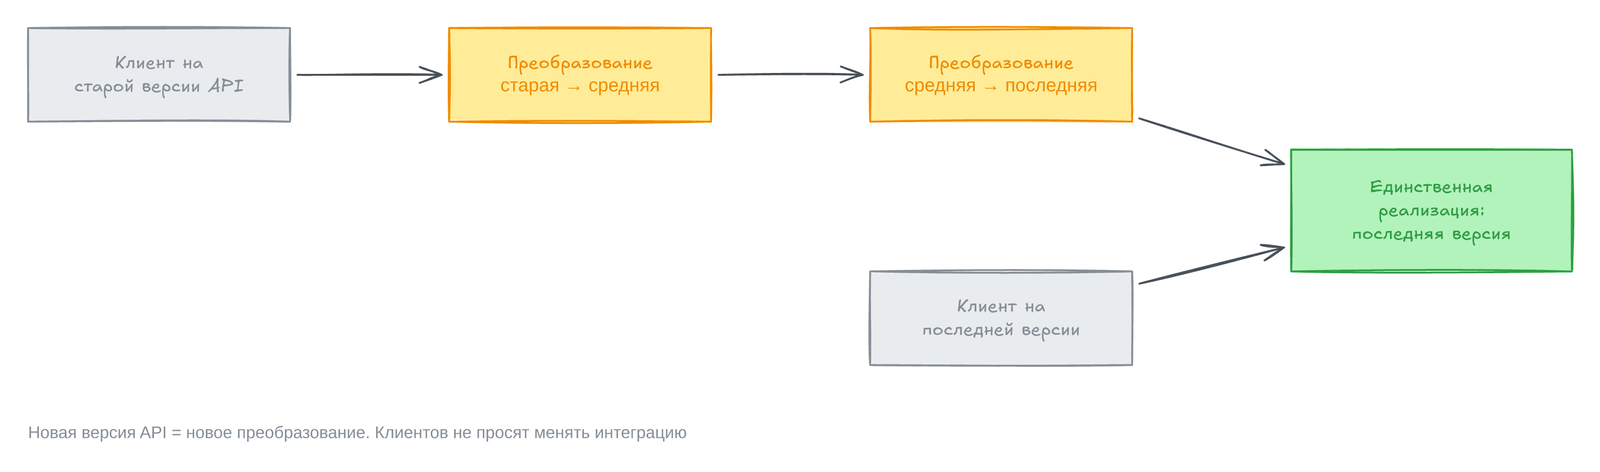 Клиент на
старой версии API
Преобразование
старая → средняя
Преобразование
средняя → последняя
Единственная
реализация:
последняя версия
Клиент на
последней версии
Новая версия API = новое преобразование. Клиентов не просят менять интеграцию